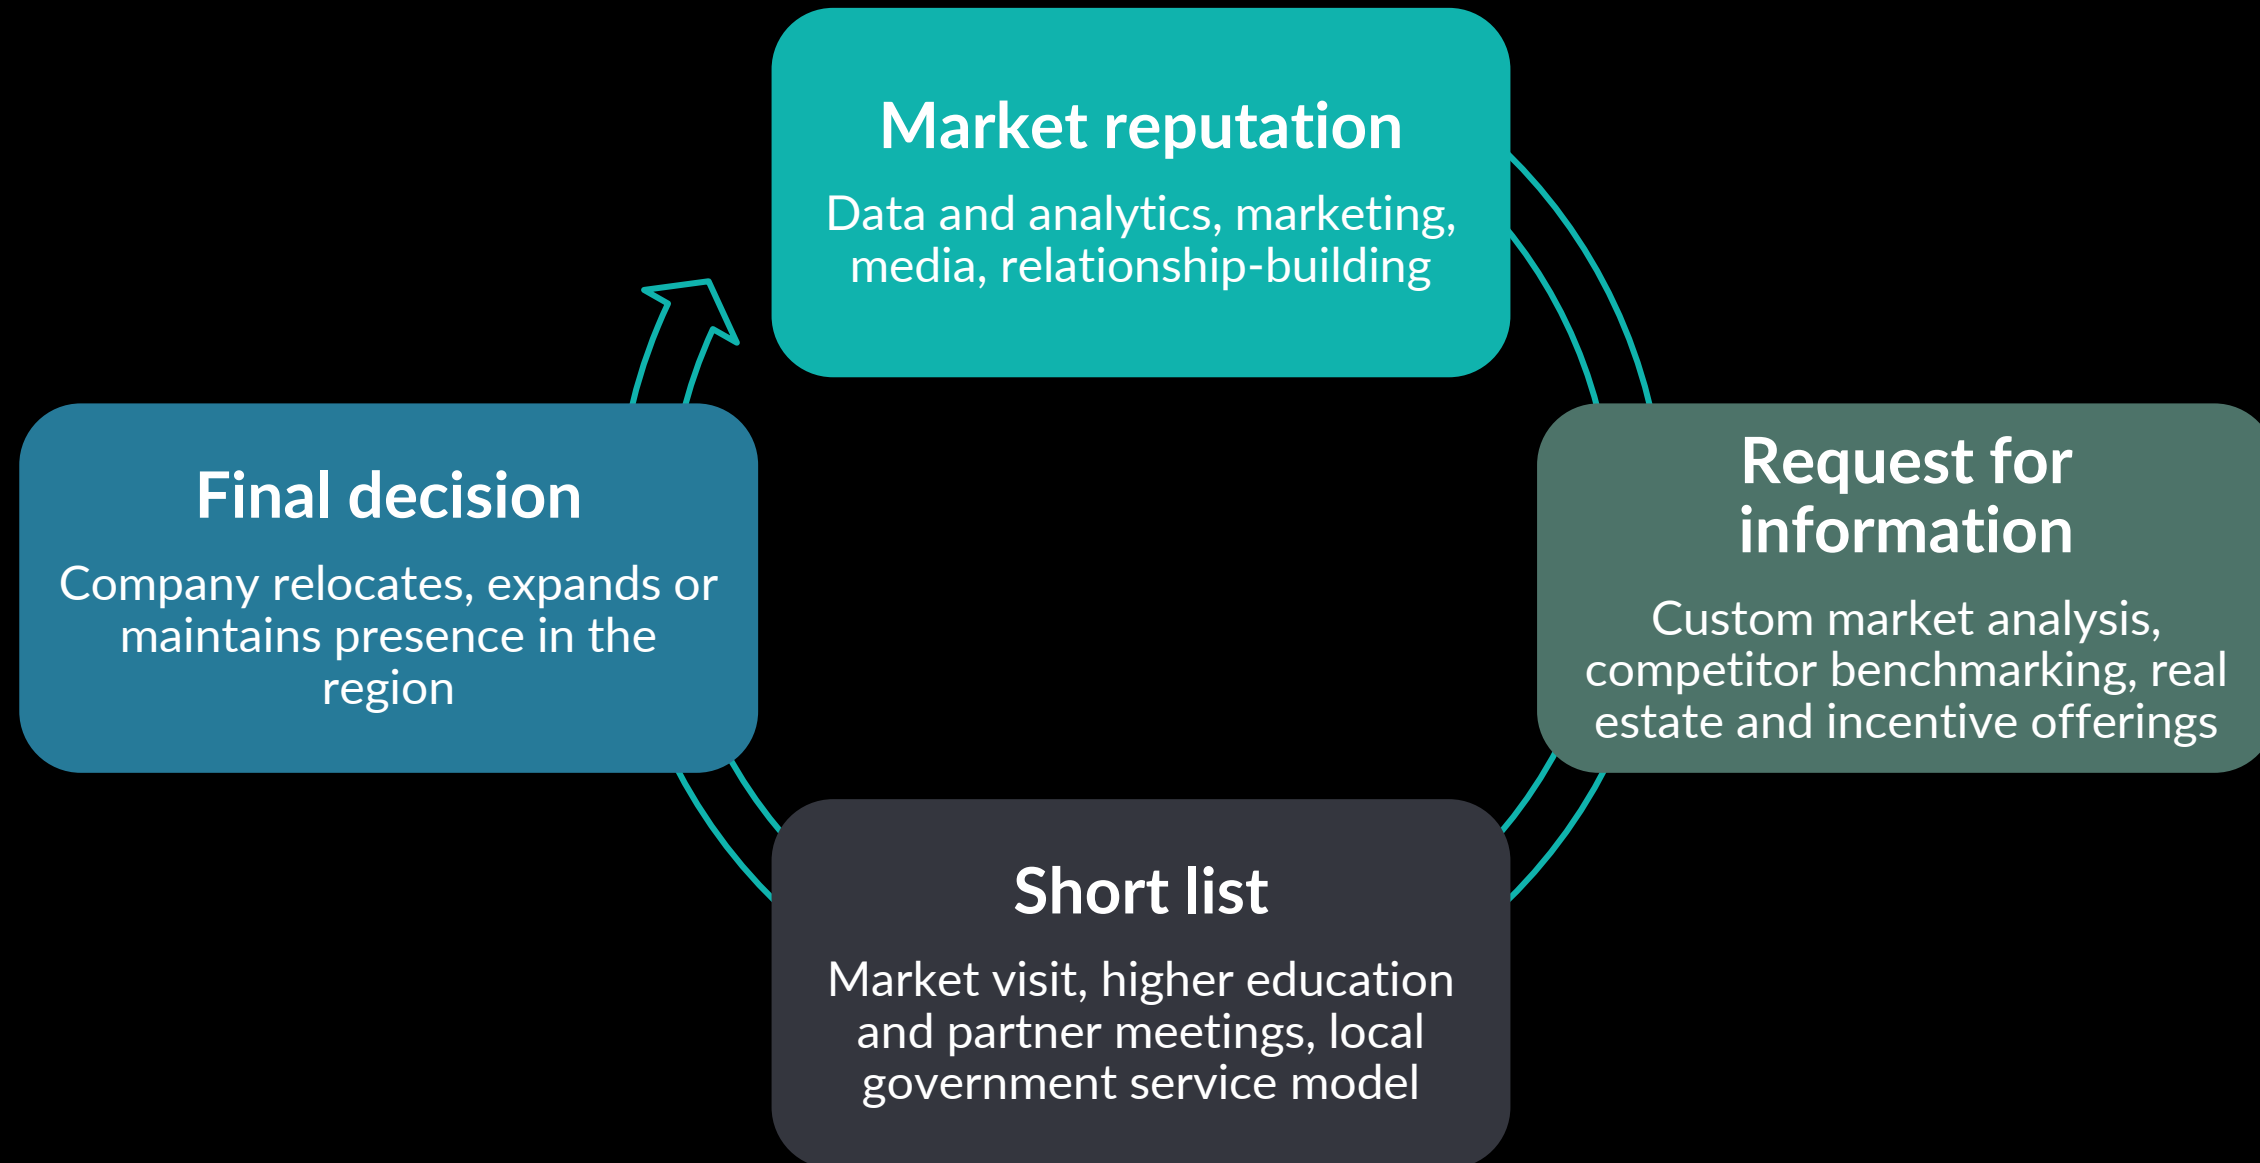 Market reputation
Data and analytics, marketing,
media, relationship-building
Request for
information
Custom market analysis,
competitor benchmarking, real
estate and incentive offerings
Short list
Market visit, higher education
and partner meetings, local
government service model
Final decision
Company relocates, expands or
maintains presence in the
region